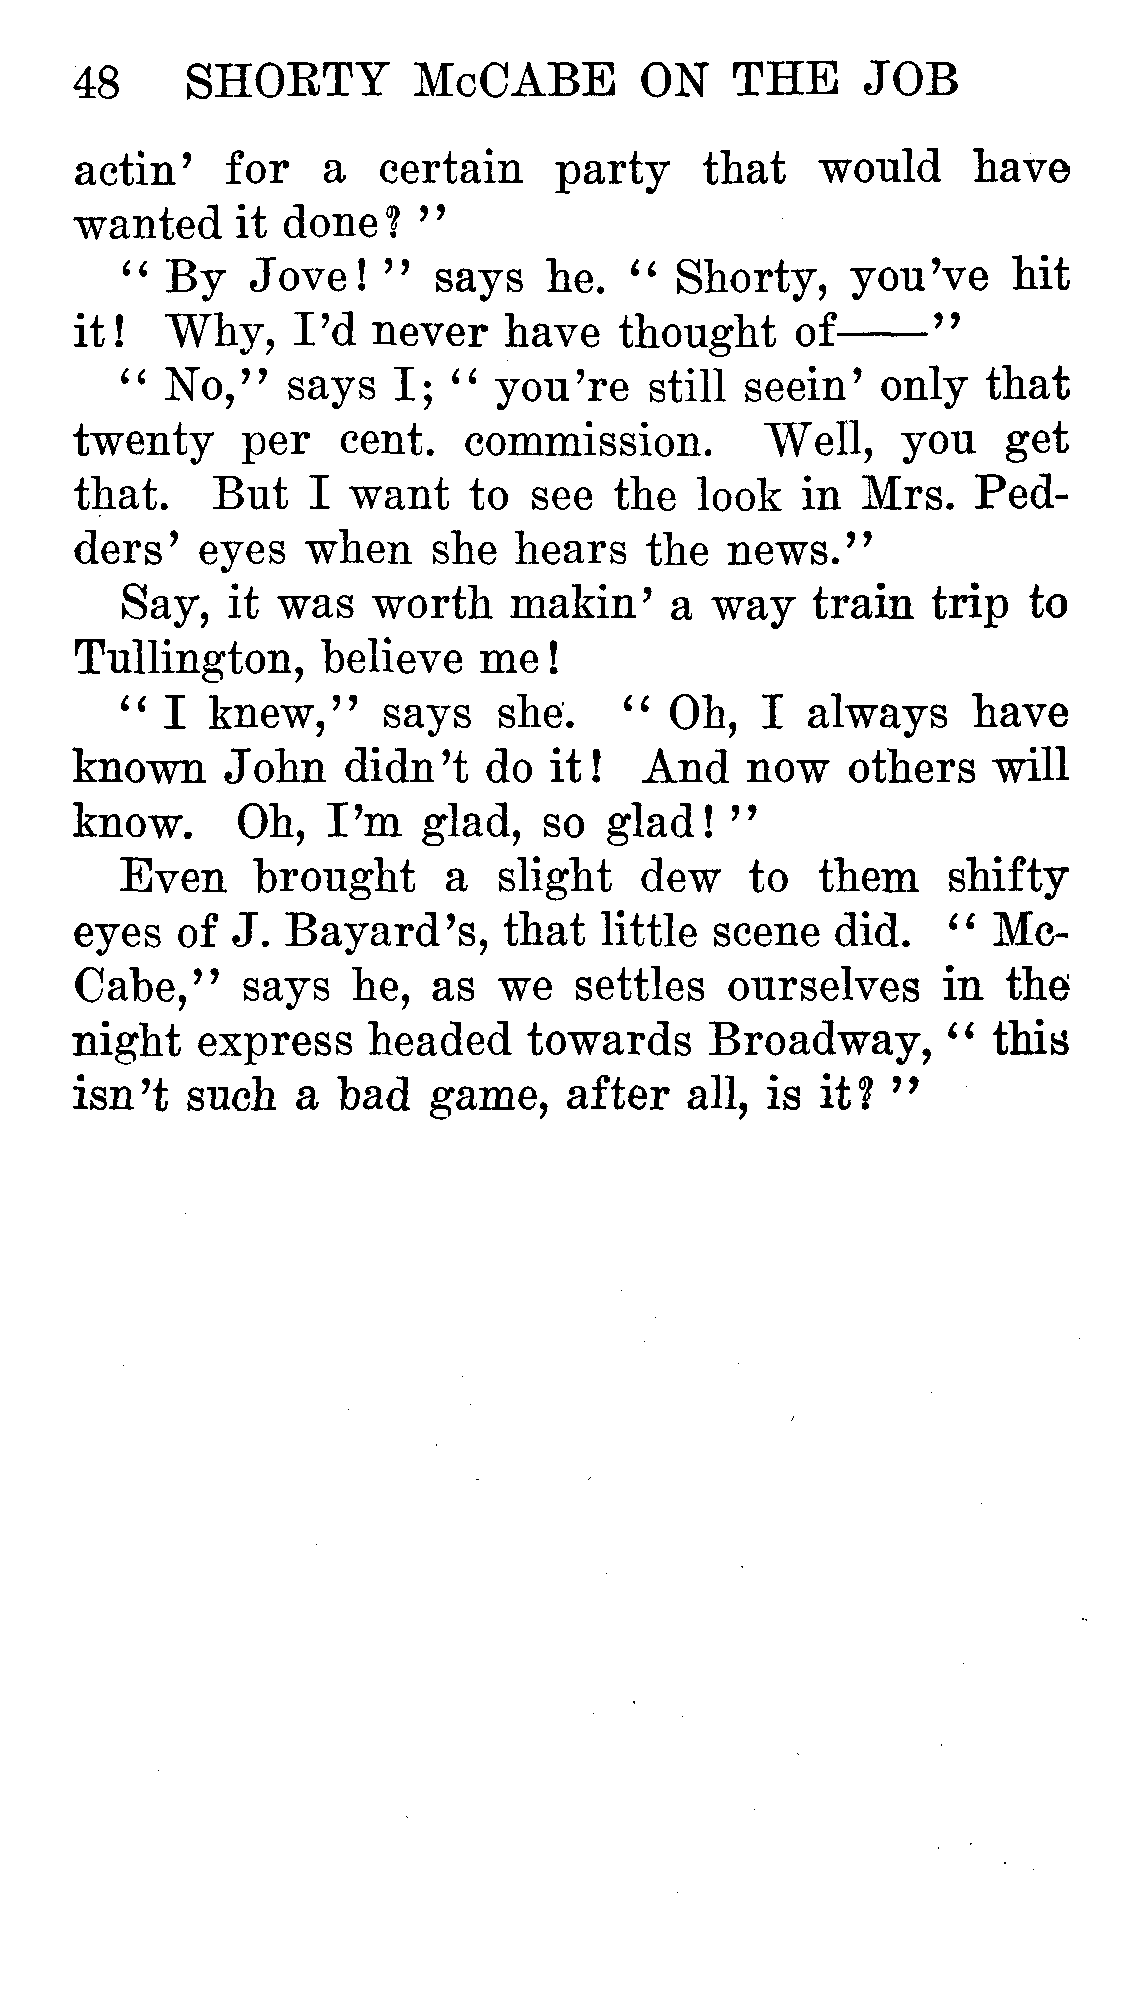 48 SHORTY McCABE ON THE JOB
actin' for a certain party that would have
wanted it done? "
" By Jove! " says he. " Shorty, you've hit
it! Why, I'd never have thought of——"
" No," says I; " you're still seein' only that
twenty per cent. commission. Well, you get
that. But I want to see the look in Mrs. Ped-
ders' eyes when she hears the news."
Say, it was worth makin' a way train trip to
Tullington, believe me!
" I knew," says she. " Oh, I always have
known John didn't do it! And now others will
know. Oh, I'm glad, so glad! "
Even brought a slight dew to them shifty
eyes of J. Bayard's, that little scene did. " Mc-
Cabe," says he, as we settles ourselves in the
night express headed towards Broadway, " this
isn't such a bad game, after all, is it? "